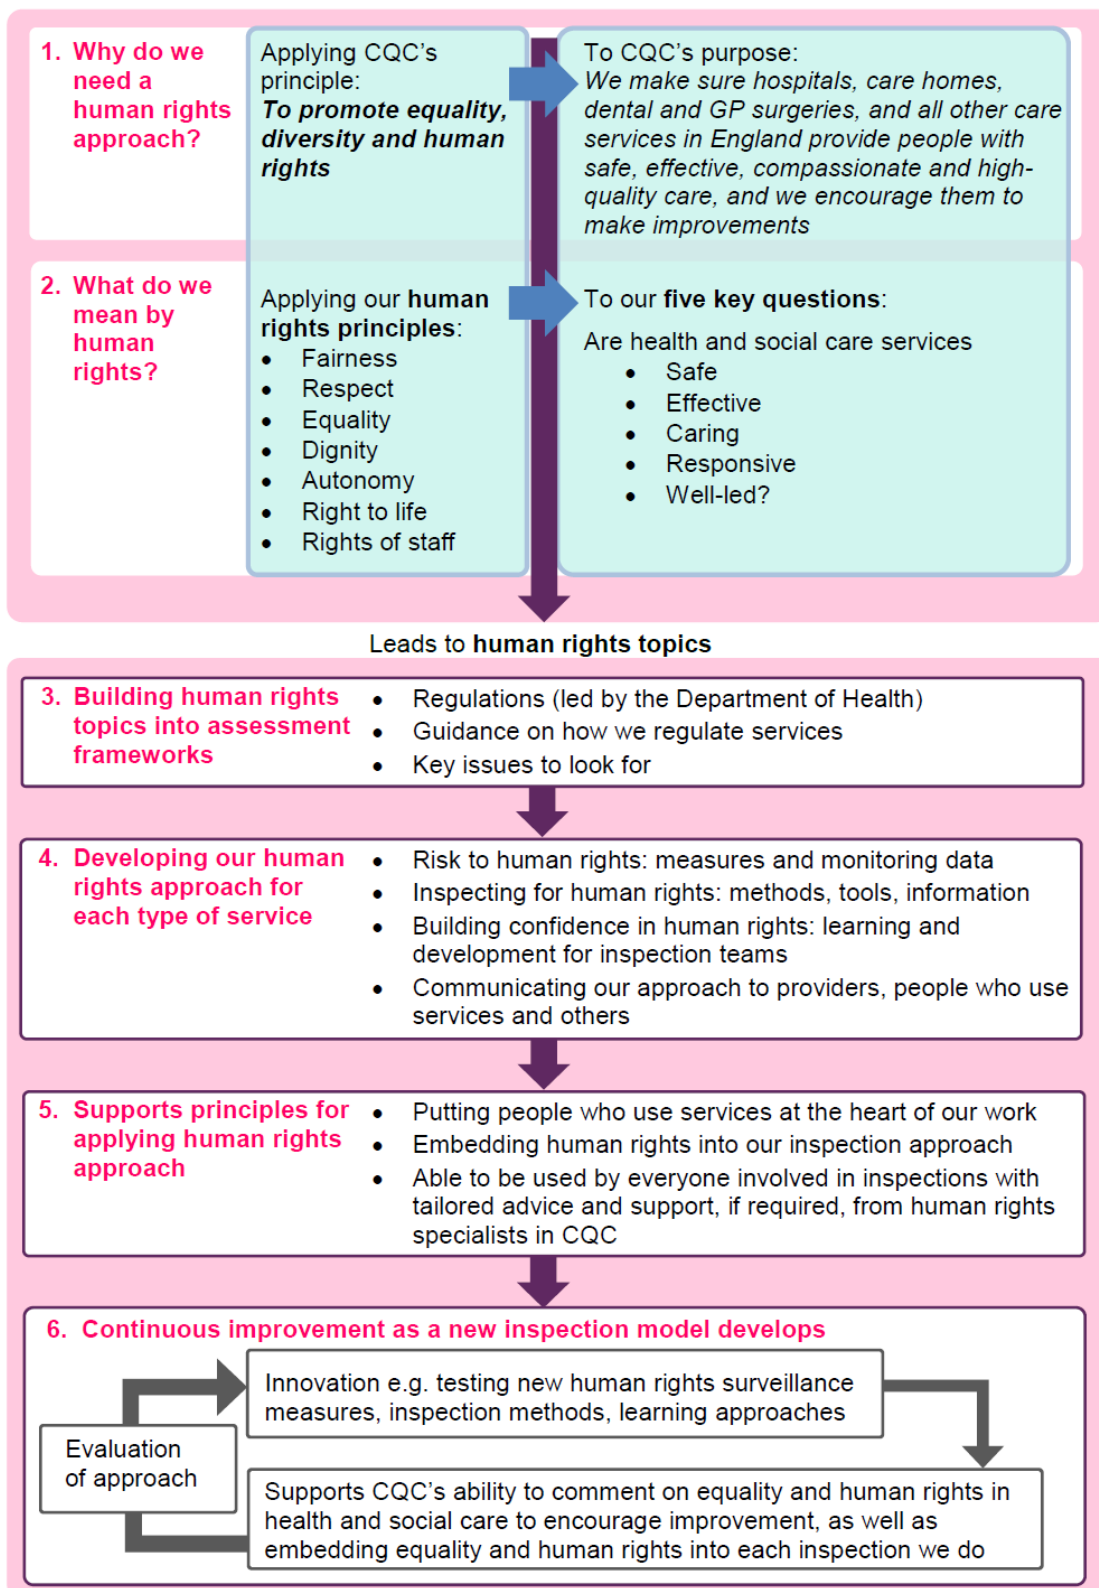 1. Why do we
need a
human rights
approach?
Applying CQC's
principle:
To promote equality,
diversity and human
rights
To CQC's purpose:
We make sure hospitals, care homes,
dental and GP surgeries, and all other care
services in England provide people with
safe, effective, compassionate and high-
quality care, and we encourage them to
make improvements
2. What do we
mean by
human
rights?
Applying our human
rights principles:
• Fairness
• Respect
• Equality
• Dignity
• Autonomy
• Right to life
• Rights of staff
To our five key questions:
Are health and social care services
• Safe
• Effective
• Caring
• Responsive
• Well-led?
Leads to human rights topics
3. Building human rights
topics into assessment
frameworks
• Regulations (led by the Department of Health)
• Guidance on how we regulate services
• Key issues to look for
4. Developing our human
rights approach for
each type of service
• Risk to human rights: measures and monitoring data
• Inspecting for human rights: methods, tools, information
• Building confidence in human rights: learning and
development for inspection teams
• Communicating our approach to providers, people who use
services and others
5. Supports principles for
applying human rights
approach
• Putting people who use services at the heart of our work
• Embedding human rights into our inspection approach
• Able to be used by everyone involved in inspections with
tailored advice and support, if required, from human rights
specialists in CQC
6. Continuous improvement as a new inspection model develops
Innovation e.g. testing new human rights surveillance
measures, inspection methods, learning approaches
Evaluation
of approach
Supports CQC's ability to comment on equality and human rights in
health and social care to encourage improvement, as well as
embedding equality and human rights into each inspection we do